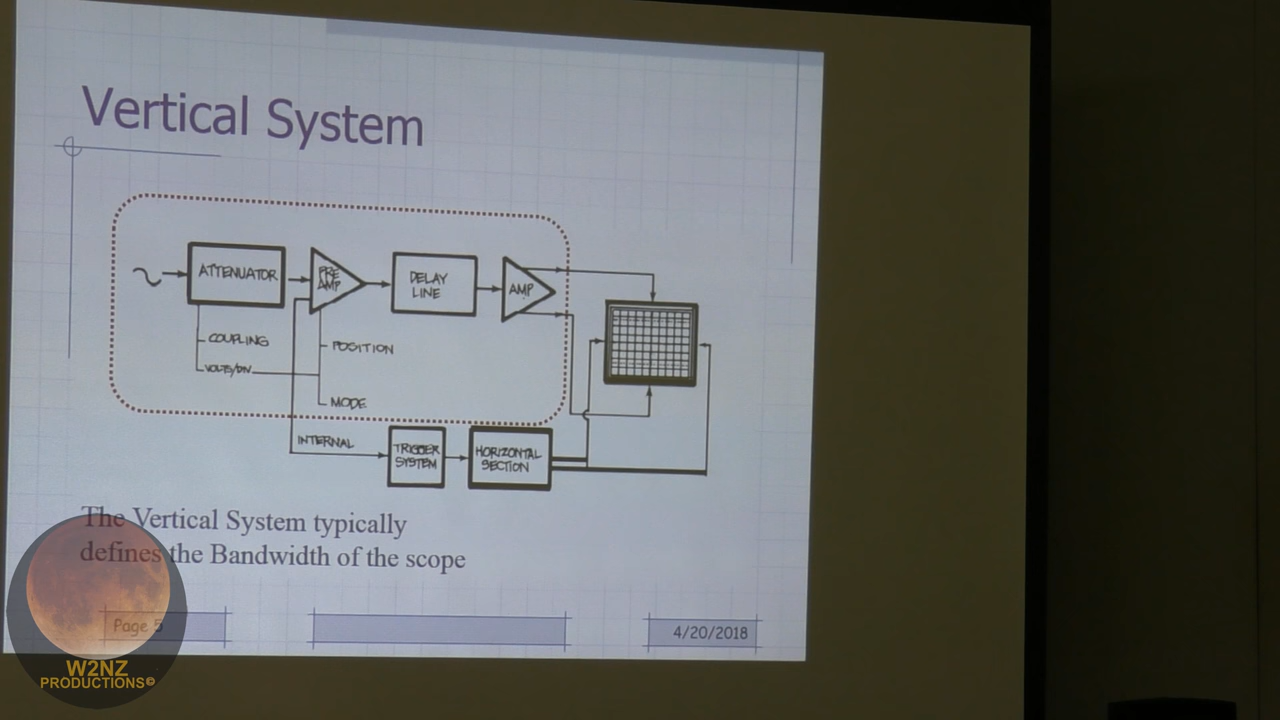 Vertical System
ATTENUATOR
PRE
AMP
DELAY
LINE
AMP
COUPLING
VOLTS/DIV
POSITION
MODE
INTERNAL
TRIGGER
SYSTEM
HORIZONTAL
SECTION
The Vertical System typically
defines the Bandwidth of the scope
Page 5
4/20/2018
W2NZ
PRODUCTIONS©